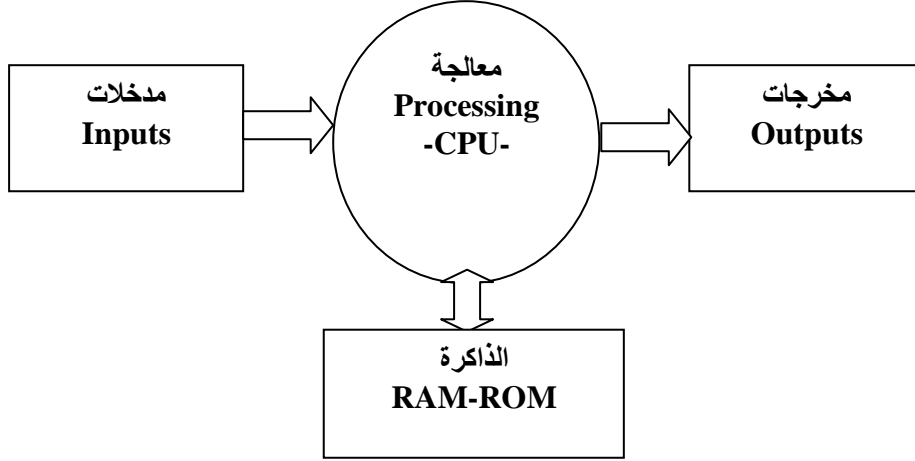 مدخلات
Inputs
معالجة
Processing
-CPU-
مخرجات
Outputs
الذاكرة
RAM-ROM